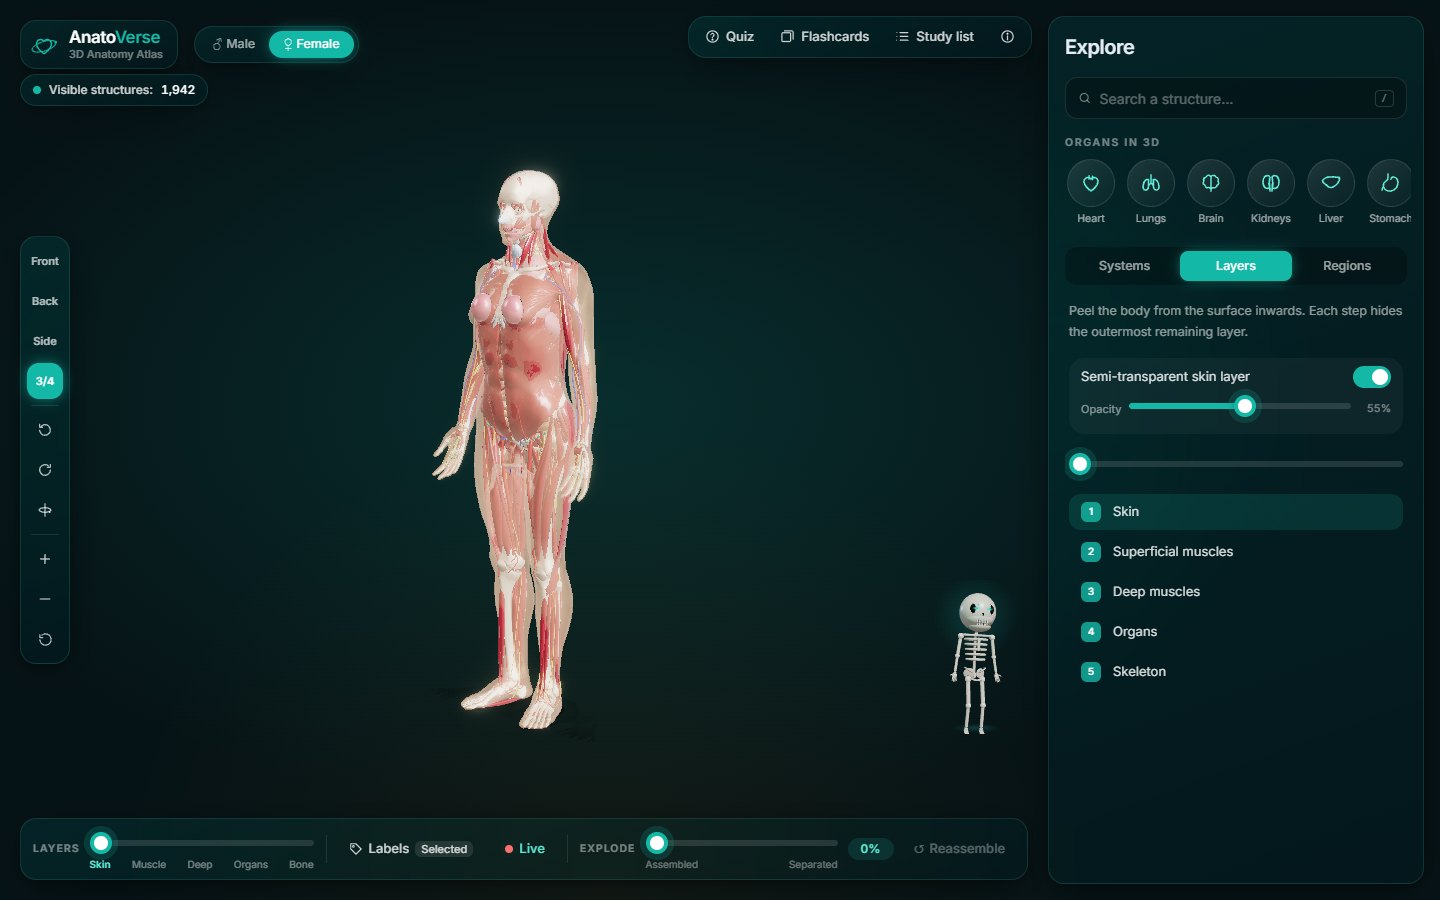 AnatoVerse
3D Anatomy Atlas
Male
Female
Visible structures: 1,942
Quiz
Flashcards
Study list
Front
Back
Side
3/4
Explore
Search a structure...
/
ORGANS IN 3D
Heart
Lungs
Brain
Kidneys
Liver
Stomach
Systems
Layers
Regions
Peel the body from the surface inwards. Each step hides
the outermost remaining layer.
Semi-transparent skin layer
Opacity
55%
1 Skin
2 Superficial muscles
3 Deep muscles
4 Organs
5 Skeleton
LAYERS
Skin
Muscle
Deep
Organs
Bone
Labels Selected
Live
EXPLODE
Assembled
Separated
0%
Reassemble